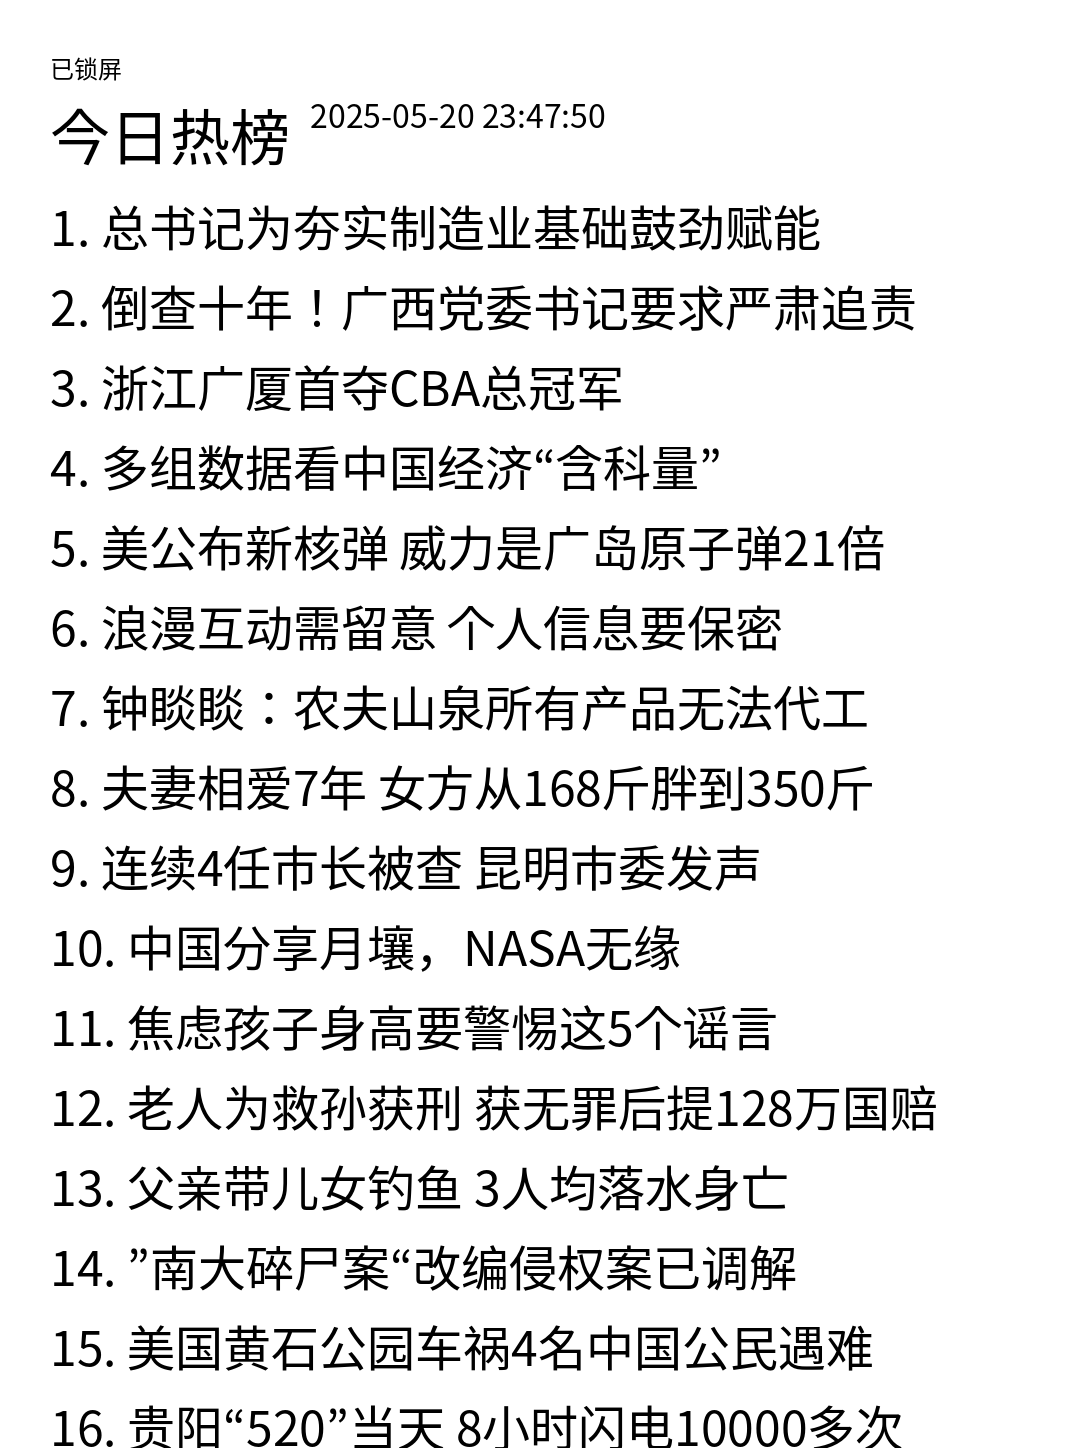 已锁屏
今日热榜 2025-05-20 23:47:50
1. 总书记为夯实制造业基础鼓劲赋能
2. 倒查十年！广西党委书记要求严肃追责
3. 浙江广厦首夺CBA总冠军
4. 多组数据看中国经济“含科量”
5. 美公布新核弹 威力是广岛原子弹21倍
6. 浪漫互动需留意 个人信息要保密
7. 钟睒睒：农夫山泉所有产品无法代工
8. 夫妻相爱7年 女方从168斤胖到350斤
9. 连续4任市长被查 昆明市委发声
10. 中国分享月壤，NASA无缘
11. 焦虑孩子身高要警惕这5个谣言
12. 老人为救孙获刑 获无罪后提128万国赔
13. 父亲带儿女钓鱼 3人均落水身亡
14. ”南大碎尸案“改编侵权案已调解
15. 美国黄石公园车祸4名中国公民遇难
16. 贵阳“520”当天 8小时闪电10000多次